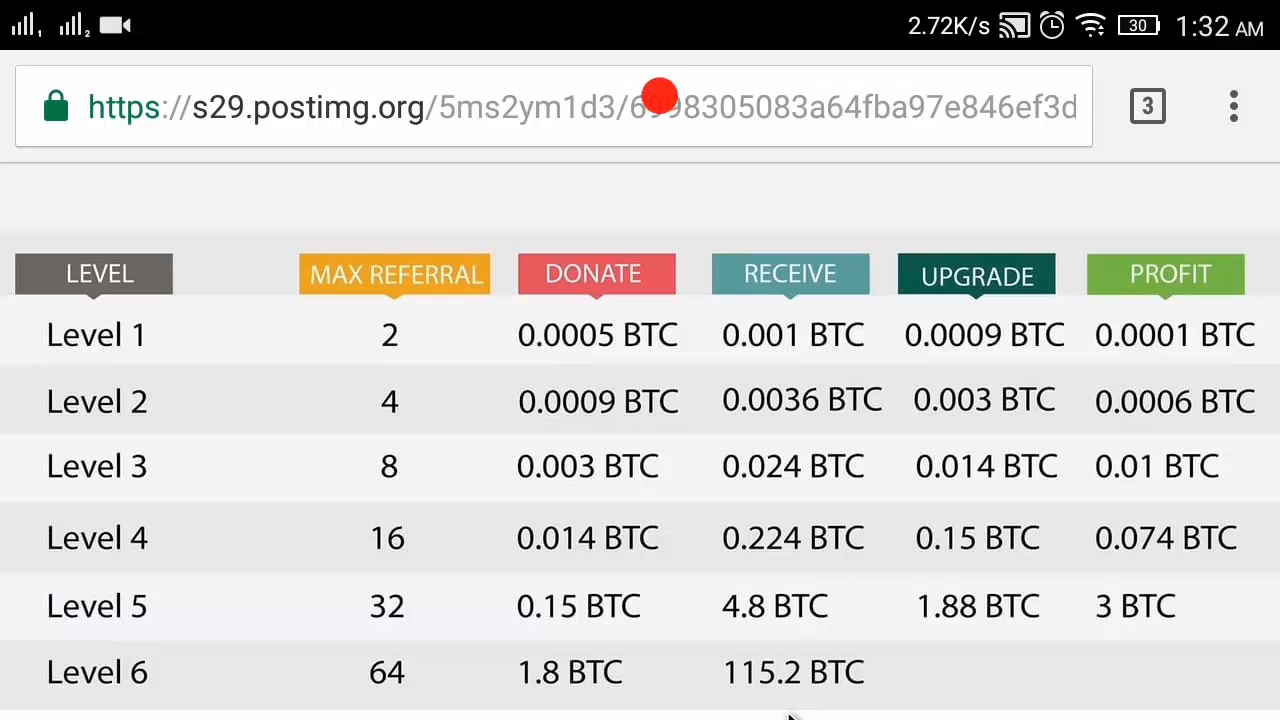 1 2 2.72K/s 30 1:32 AM
https://s29.postimg.org/5ms2ym1d3/6998305083a64fba97e846ef3d 3
LEVEL MAX REFERRAL DONATE RECEIVE UPGRADE PROFIT
Level 1 2 0.0005 BTC 0.001 BTC 0.0009 BTC 0.0001 BTC
Level 2 4 0.0009 BTC 0.0036 BTC 0.003 BTC 0.0006 BTC
Level 3 8 0.003 BTC 0.024 BTC 0.014 BTC 0.01 BTC
Level 4 16 0.014 BTC 0.224 BTC 0.15 BTC 0.074 BTC
Level 5 32 0.15 BTC 4.8 BTC 1.88 BTC 3 BTC
Level 6 64 1.8 BTC 115.2 BTC